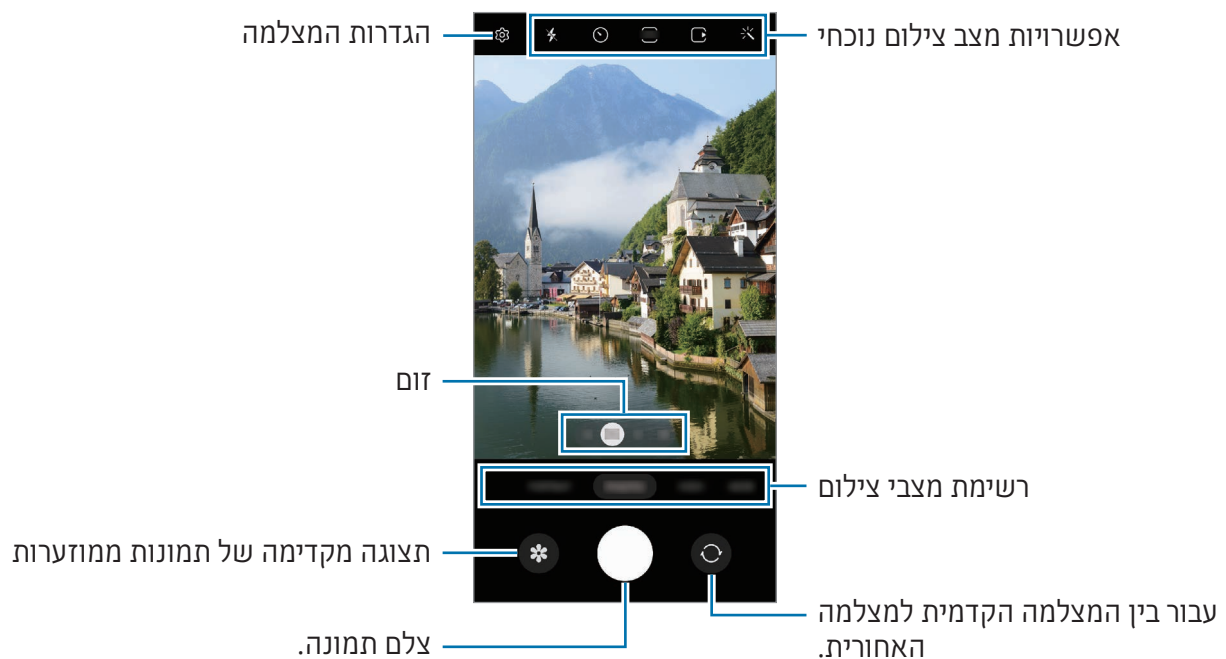 אפשרויות מצב צילום נוכחי
הגדרות המצלמה
זום
רשימת מצבי צילום
תצוגה מקדימה של תמונות ממוזערות
עבור בין המצלמה הקדמית למצלמה
האחורית.
צלם תמונה.